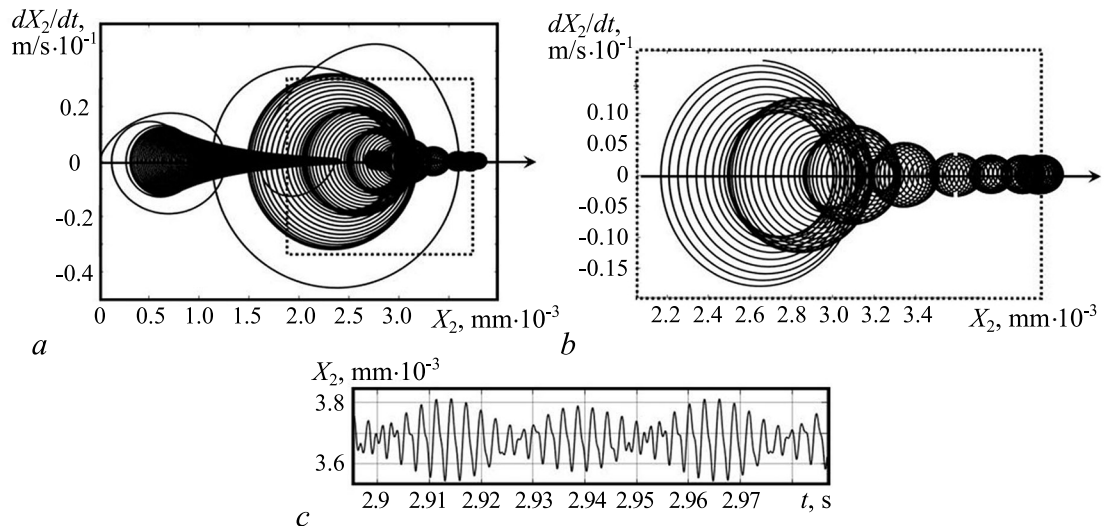 dX₂/dt,
m/s·10⁻¹
0.2
0
-0.2
-0.4
0 0.5 1.0 2.0 2.5 3.0 X₂, mm·10⁻³
a
dX₂/dt,
m/s·10⁻¹
0.10
0.05
0
-0.05
-0.10
-0.15
2.2 2.4 2.6 2.8 3.0 3.2 3.4 X₂, mm·10⁻³
b
X₂, mm·10⁻³
3.8
3.6
2.9 2.91 2.92 2.93 2.94 2.95 2.96 2.97 t, s
c